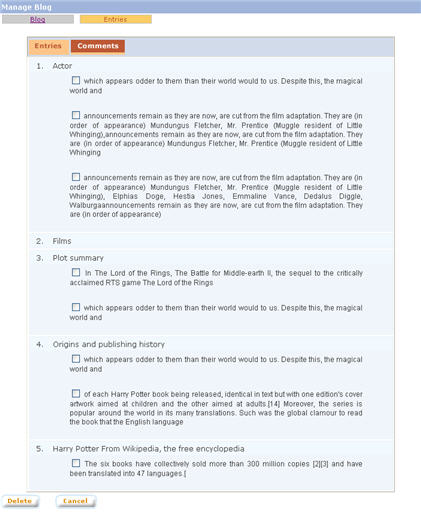 Manage Blog
Blog Entries
Entries Comments
1. Actor
which appears odder to them than their world would to us. Despite this, the magical
world and
announcements remain as they are now, are cut from the film adaptation. They are (in
order of appearance) Mundungus Fletcher, Mr. Prentice (Muggle resident of Little
Whinging),announcements remain as they are now, are cut from the film adaptation. They
are (in order of appearance) Mundungus Fletcher, Mr. Prentice (Muggle resident of Little
Whinging
announcements remain as they are now, are cut from the film adaptation. They are (in
order of appearance) Mundungus Fletcher, Mr. Prentice (Muggle resident of Little
Whinging), Elphias Doge, Hestia Jones, Emmaline Vance, Dedalus Diggle,
Walburgaannouncements remain as they are now, are cut from the film adaptation. They
are (in order of appearance)
2. Films
3. Plot summary
In The Lord of the Rings, The Battle for Middle-earth II, the sequel to the critically
acclaimed RTS game The Lord of the Rings
which appears odder to them than their world would to us. Despite this, the magical
world and
4. Origins and publishing history
which appears odder to them than their world would to us. Despite this, the magical
world and
of each Harry Potter book being released, identical in text but with one edition's cover
artwork aimed at children and the other aimed at adults.[14] Moreover, the series is
popular around the world in its many translations. Such was the global clamour to read
the book that the English language
5. Harry Potter From Wikipedia, the free encyclopedia
The six books have collectively sold more than 300 million copies [2][3] and have
been translated into 47 languages.[
Delete Cancel